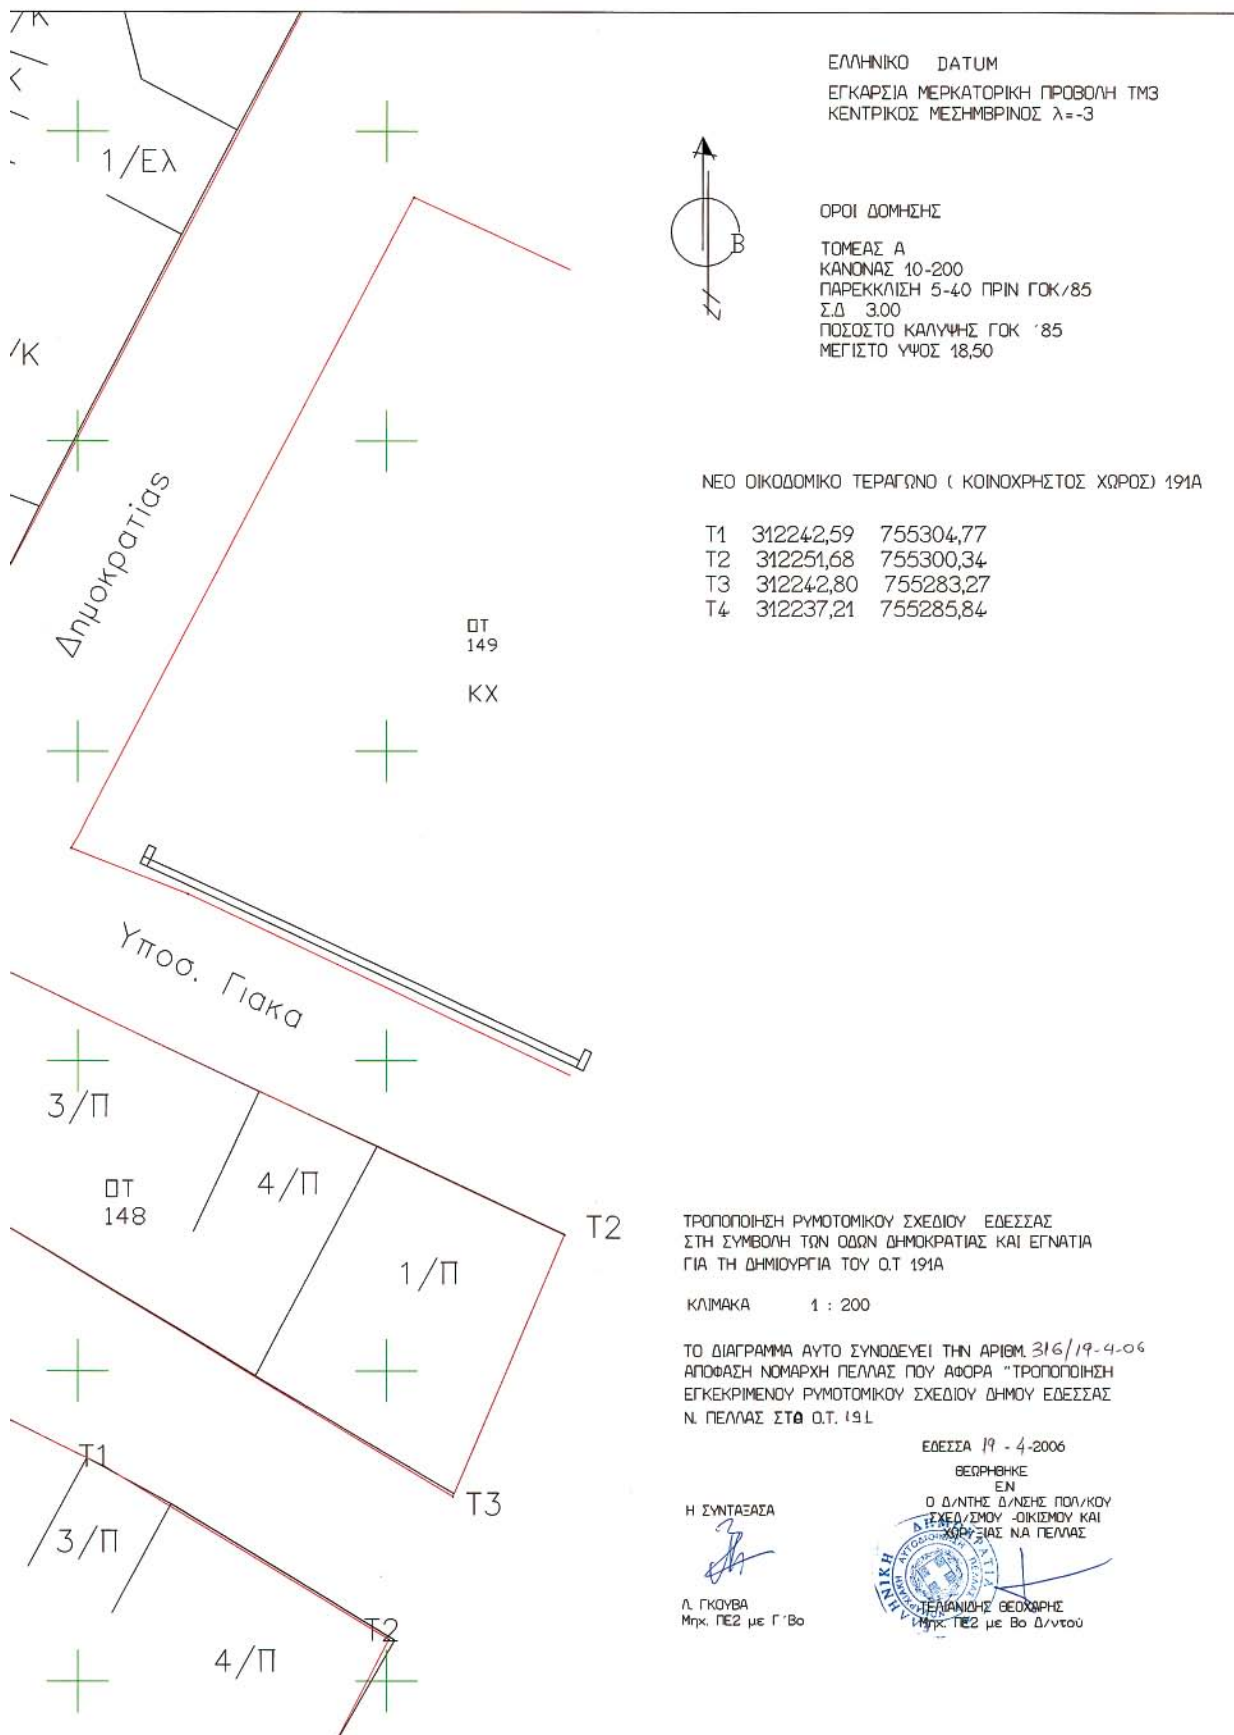 /Κ
Κ
1/Ελ
/Κ
Δημοκρατίας
ΟΤ
149
ΚΧ
Υποσ. Γιακα
3/Π
ΟΤ
148
4/Π
1/Π
Τ2
Τ3
Τ1
3/Π
4/Π
Τ2
ΕΛΛΗΝΙΚΟ DATUM
ΕΓΚΑΡΣΙΑ ΜΕΡΚΑΤΟΡΙΚΗ ΠΡΟΒΟΛΗ ΤΜ3
ΚΕΝΤΡΙΚΟΣ ΜΕΣΗΜΒΡΙΝΟΣ λ=-3
Β
ΟΡΟΙ ΔΟΜΗΣΗΣ
ΤΟΜΕΑΣ Α
ΚΑΝΟΝΑΣ 10-200
ΠΑΡΕΚΚΛΙΣΗ 5-40 ΠΡΙΝ ΓΟΚ/85
Σ.Δ 3.00
ΠΟΣΟΣΤΟ ΚΑΛΥΨΗΣ ΓΟΚ ΄85
ΜΕΓΙΣΤΟ ΥΨΟΣ 18,50
ΝΕΟ ΟΙΚΟΔΟΜΙΚΟ ΤΕΡΑΓΩΝΟ ( ΚΟΙΝΟΧΡΗΣΤΟΣ ΧΩΡΟΣ) 191Α
Τ1 312242,59 755304,77
Τ2 312251,68 755300,34
Τ3 312242,80 755283,27
Τ4 312237,21 755285,84
ΤΡΟΠΟΠΟΙΗΣΗ ΡΥΜΟΤΟΜΙΚΟΥ ΣΧΕΔΙΟΥ ΕΔΕΣΣΑΣ
ΣΤΗ ΣΥΜΒΟΛΗ ΤΩΝ ΟΔΩΝ ΔΗΜΟΚΡΑΤΙΑΣ ΚΑΙ ΕΓΝΑΤΙΑ
ΓΙΑ ΤΗ ΔΗΜΙΟΥΡΓΙΑ ΤΟΥ Ο.Τ 191Α
ΚΛΙΜΑΚΑ 1 : 200
ΤΟ ΔΙΑΓΡΑΜΜΑ ΑΥΤΟ ΣΥΝΟΔΕΥΕΙ ΤΗΝ ΑΡΙΘΜ. 316/19-4-06
ΑΠΟΦΑΣΗ ΝΟΜΑΡΧΗ ΠΕΛΛΑΣ ΠΟΥ ΑΦΟΡΑ "ΤΡΟΠΟΠΟΙΗΣΗ
ΕΓΚΕΚΡΙΜΕΝΟΥ ΡΥΜΟΤΟΜΙΚΟΥ ΣΧΕΔΙΟΥ ΔΗΜΟΥ ΕΔΕΣΣΑΣ
Ν. ΠΕΛΛΑΣ ΣΤΟ Ο.Τ. 191
ΕΔΕΣΣΑ 19 - 4-2006
ΘΕΩΡΗΘΗΚΕ
ΕΝ
Ο Δ/ΝΤΗΣ Δ/ΝΣΗΣ ΠΟΛ/ΚΟΥ
ΣΧΕΔ/ΣΜΟΥ -ΟΙΚΙΣΜΟΥ ΚΑΙ
ΧΩΡ/ΞΙΑΣ Ν.Α ΠΕΛΛΑΣ
Η ΣΥΝΤΑΞΑΣΑ
ΕΛΛΗΝΙΚΗ ΔΗΜΟΚΡΑΤΙΑ
ΝΟΜΑΡΧΙΑΚΗ ΑΥΤΟΔΙΟΙΚΗΣΗ ΠΕΛΛΑΣ
Λ. ΓΚΟΥΒΑ
Μηχ. ΠΕ2 με Γ΄Βο
ΤΕΛΙΑΝΙΔΗΣ ΘΕΟΧΑΡΗΣ
Μηχ. ΠΕ2 με Βο Δ/ντού